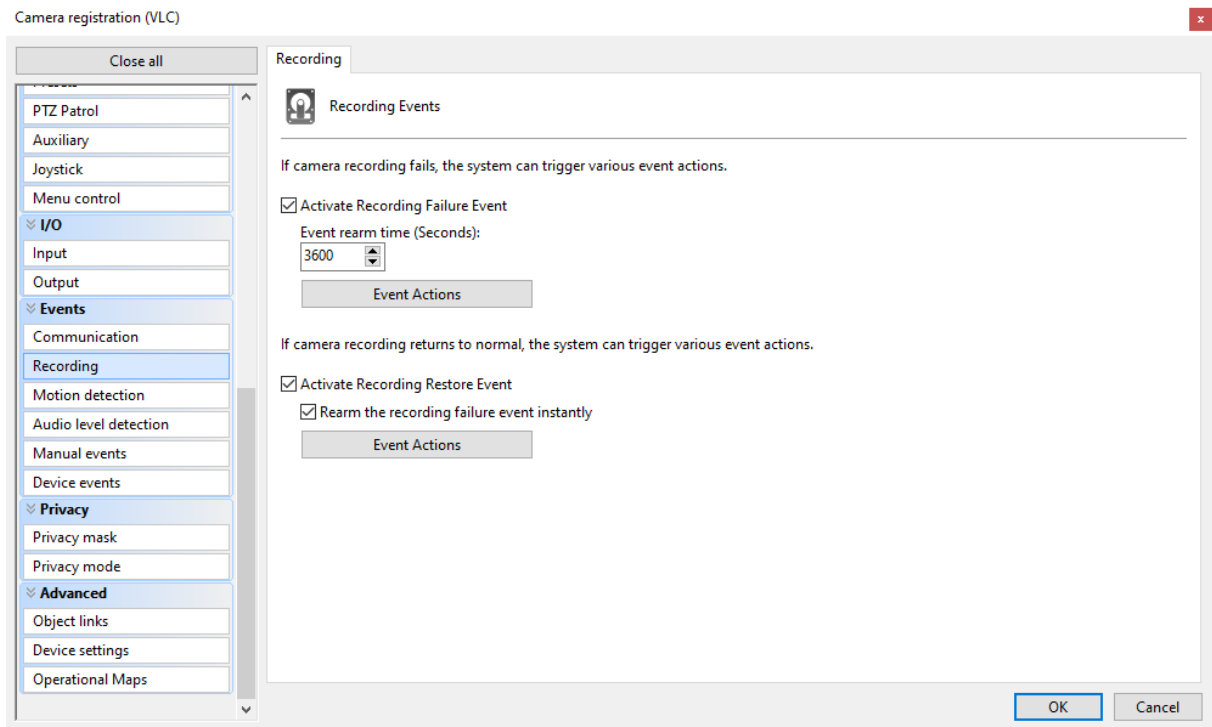 Camera registration (VLC)
x
Close all
PTZ Patrol
Auxiliary
Joystick
Menu control
I/O
Input
Output
Events
Communication
Recording
Motion detection
Audio level detection
Manual events
Device events
Privacy
Privacy mask
Privacy mode
Advanced
Object links
Device settings
Operational Maps
Recording
Recording Events
If camera recording fails, the system can trigger various event actions.
Activate Recording Failure Event
Event rearm time (Seconds):
3600
Event Actions
If camera recording returns to normal, the system can trigger various event actions.
Activate Recording Restore Event
Rearm the recording failure event instantly
Event Actions
OK
Cancel